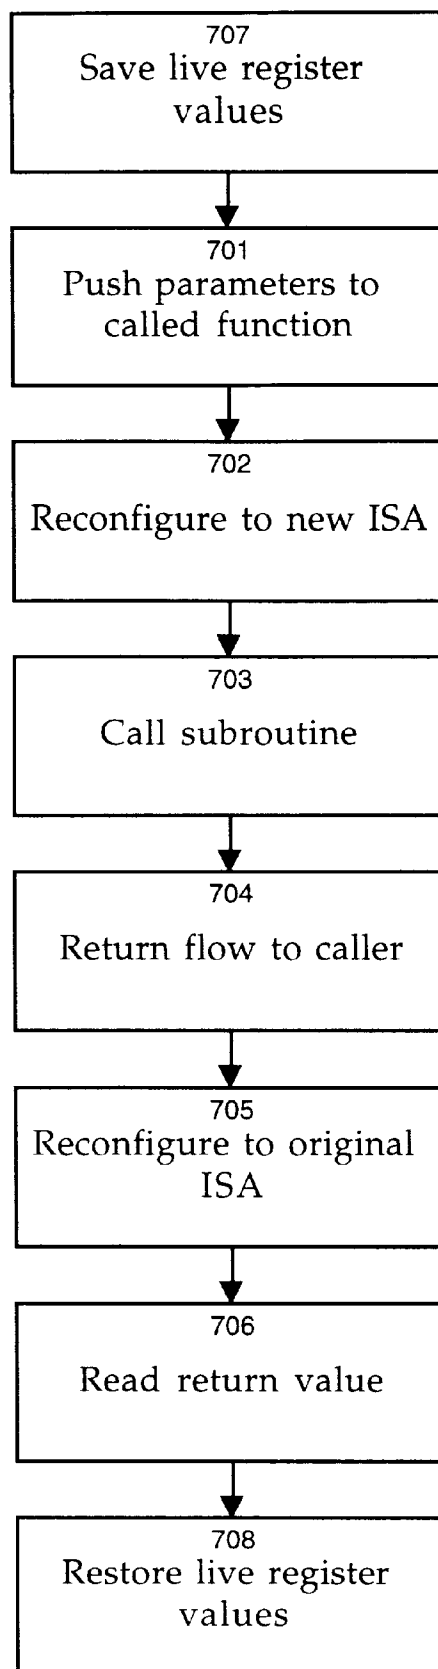 707
Save live register
values
701
Push parameters to
called function
702
Reconfigure to new ISA
703
Call subroutine
704
Return flow to caller
705
Reconfigure to original
ISA
706
Read return value
708
Restore live register
values